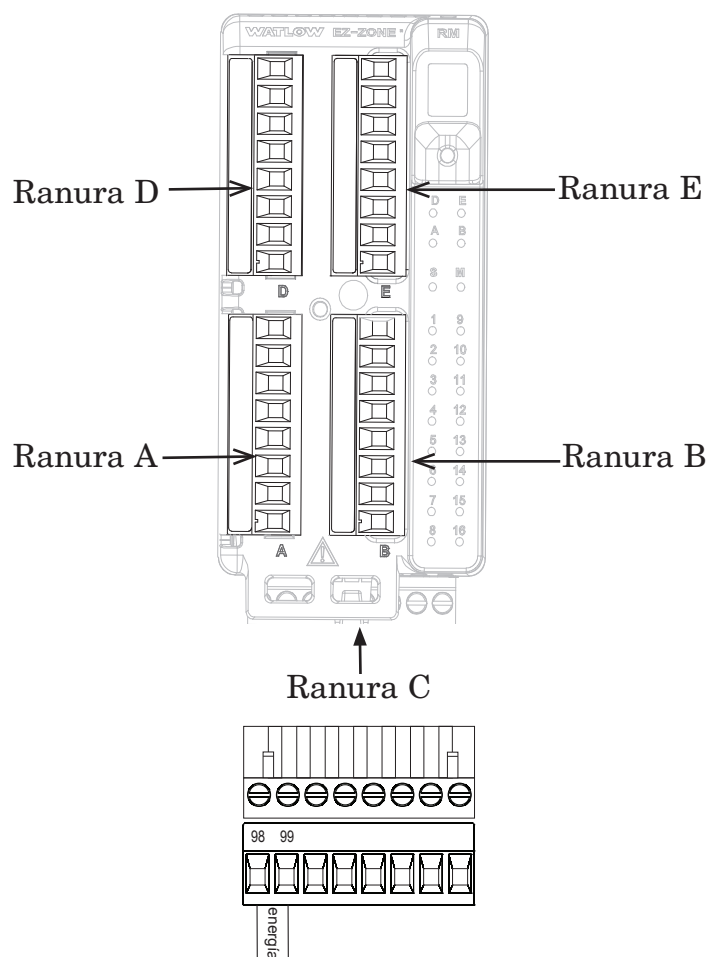 WATLOW EZ-ZONE® RM
Ranura D
Ranura E
D E
A B
S M
D
E
1 9
2 10
3 11
4 12
5 13
6 14
7 15
8 16
Ranura A
Ranura B
A
B
Ranura C
98 99
energía